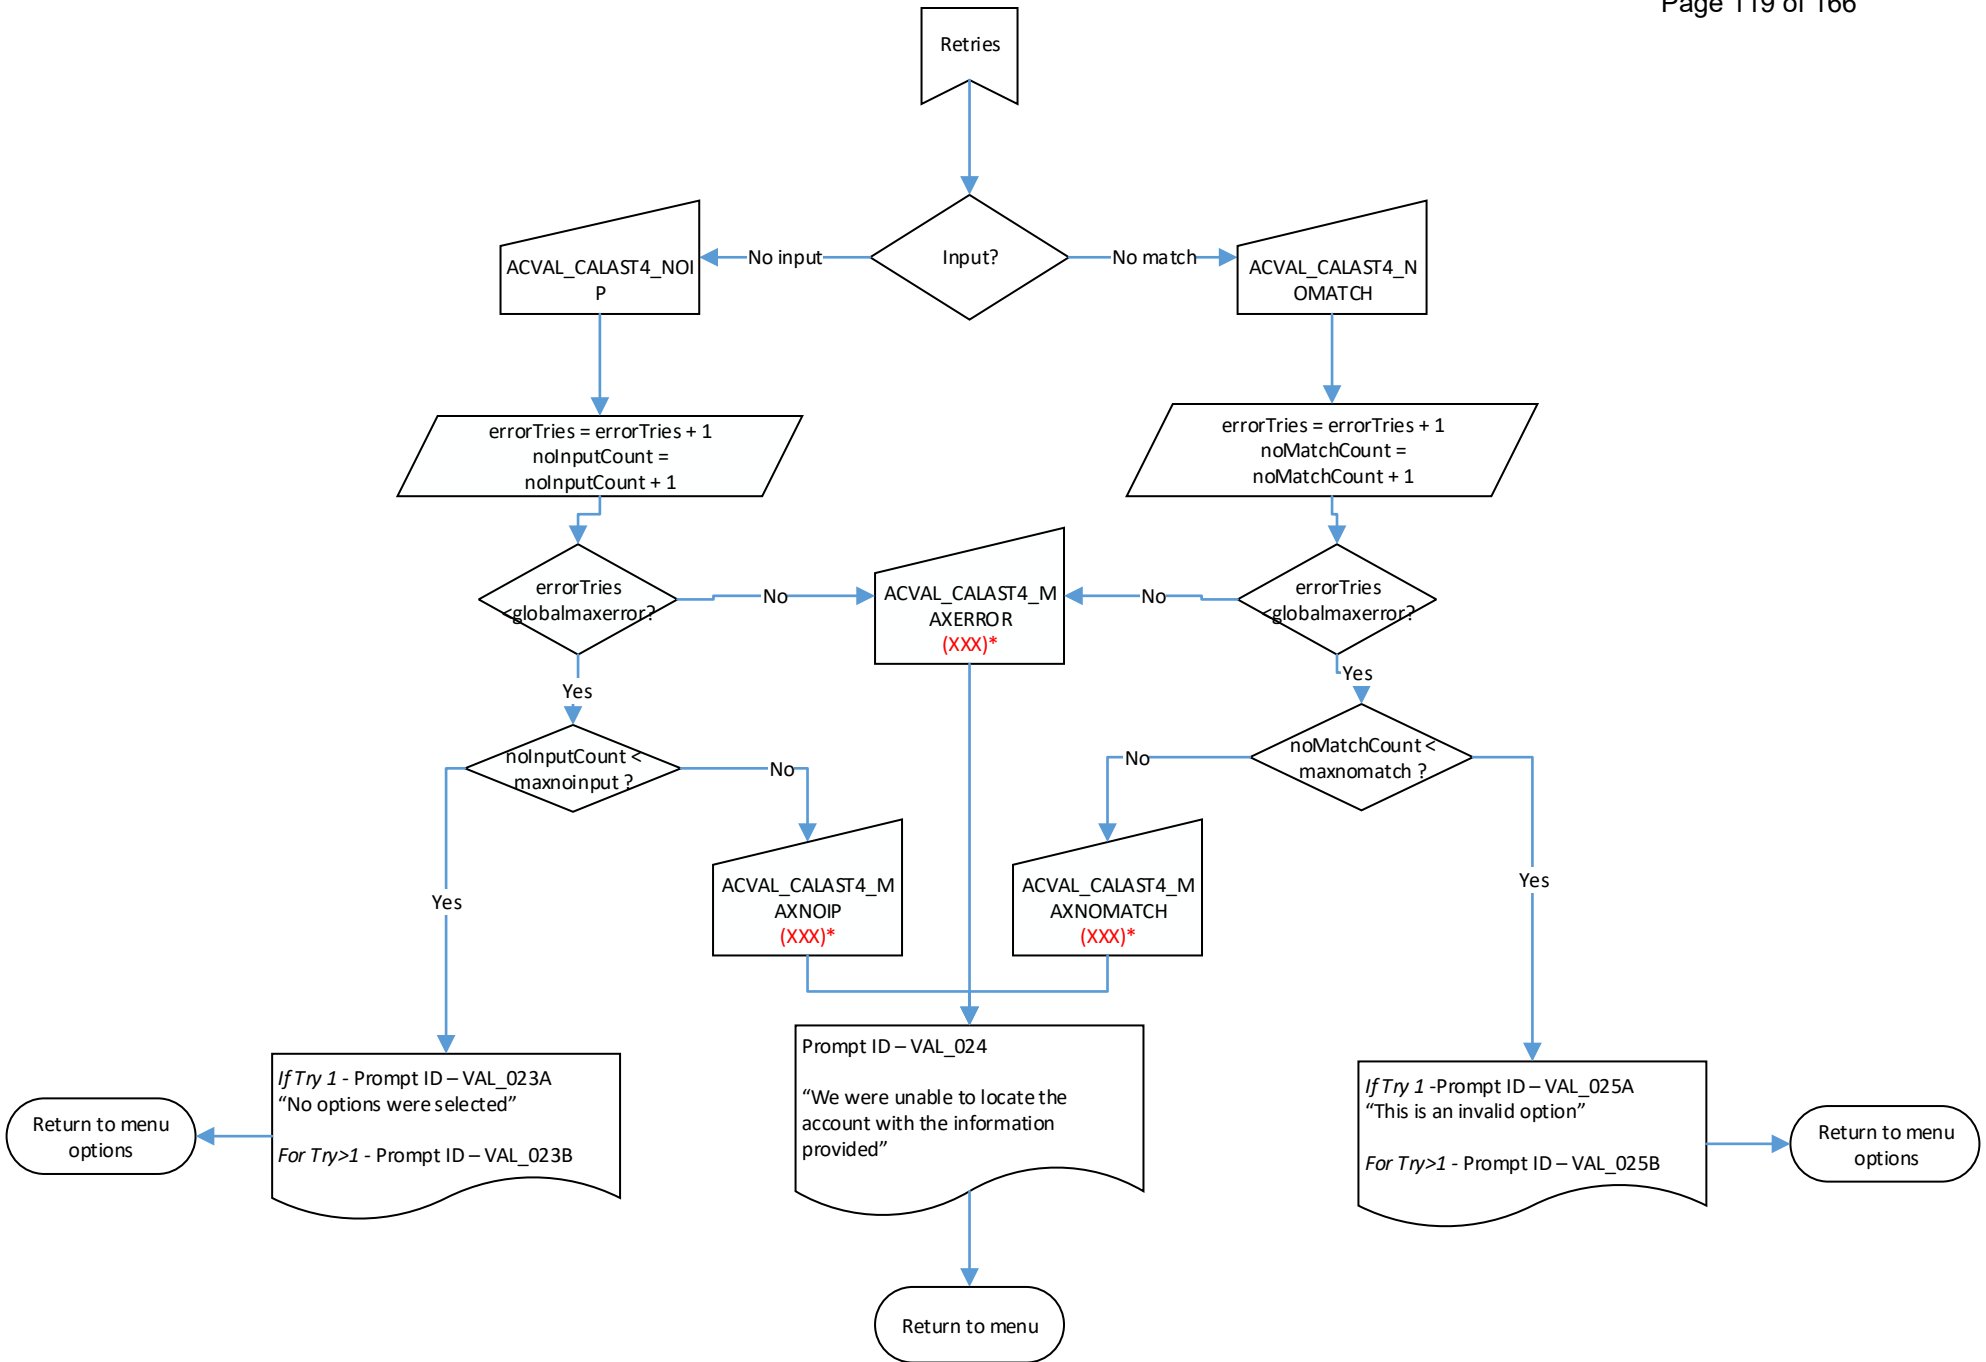 Page 119 of 166
Retries
Input?
No input
No match
ACVAL_CALAST4_NOI
P
ACVAL_CALAST4_N
OMATCH
errorTries = errorTries + 1
noInputCount =
noInputCount + 1
errorTries = errorTries + 1
noMatchCount =
noMatchCount + 1
errorTries
<globalmaxerror?
No
ACVAL_CALAST4_M
AXERROR
(XXX)*
No
errorTries
<globalmaxerror?
Yes
Yes
noInputCount <
maxnoinput ?
No
No
noMatchCount <
maxnomatch ?
Yes
ACVAL_CALAST4_M
AXNOIP
(XXX)*
ACVAL_CALAST4_M
AXNOMATCH
(XXX)*
Yes
Return to menu
options
If Try 1 - Prompt ID – VAL_023A
“No options were selected”
For Try>1 - Prompt ID – VAL_023B
Prompt ID – VAL_024
“We were unable to locate the
account with the information
provided”
If Try 1 -Prompt ID – VAL_025A
“This is an invalid option”
For Try>1 - Prompt ID – VAL_025B
Return to menu
options
Return to menu